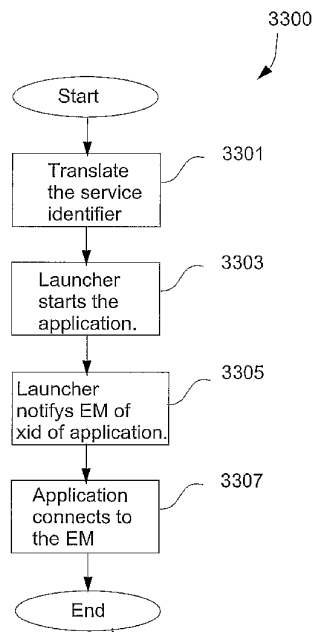 3300
Start
3301
Translate
the service
identifier
3303
Launcher
starts the
application.
3305
Launcher
notifys EM of
xid of application.
3307
Application
connects to
the EM
End